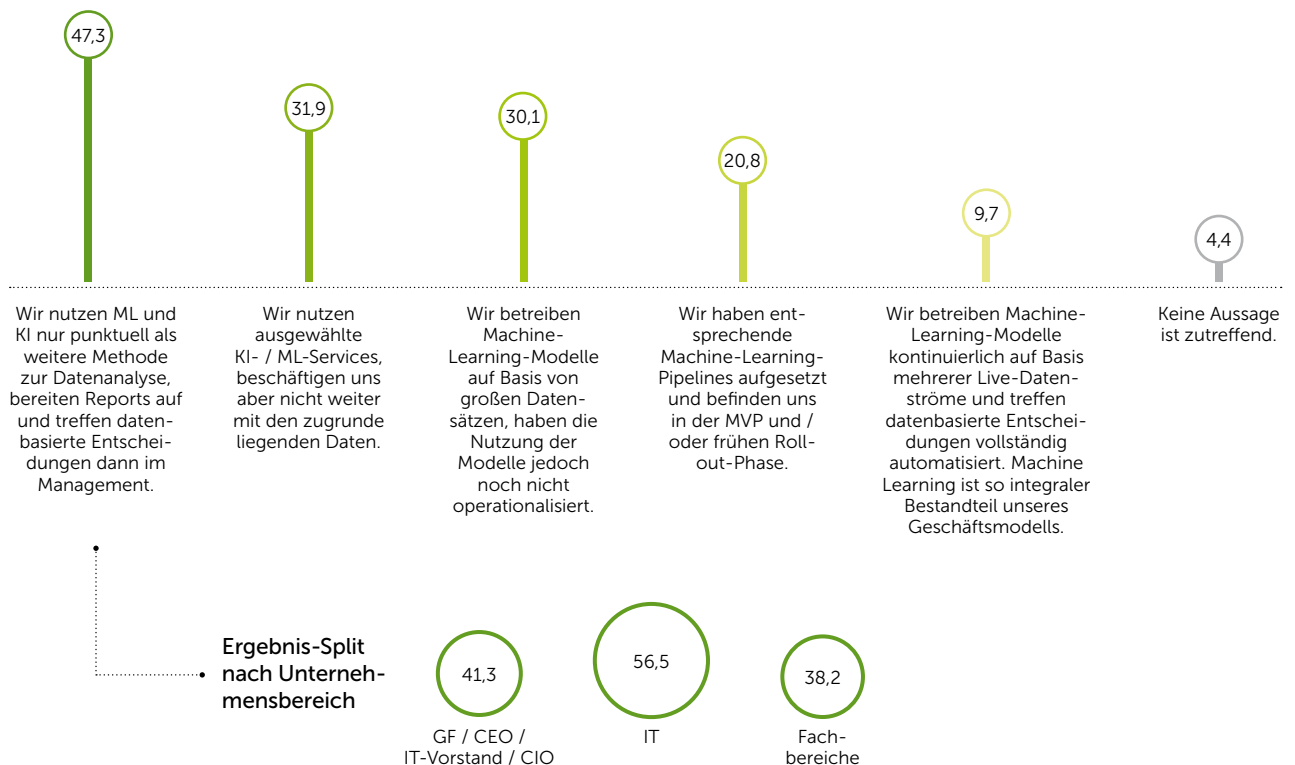 47,3
31,9
30,1
20,8
9,7
4,4
Wir nutzen ML und
KI nur punktuell als
weitere Methode
zur Datenanalyse,
bereiten Reports auf
und treffen daten-
basierte Entschei-
dungen dann im
Management.
Wir nutzen
ausgewählte
KI- / ML-Services,
beschäftigen uns
aber nicht weiter
mit den zugrunde
liegenden Daten.
Wir betreiben
Machine-
Learning-Modelle
auf Basis von
großen Daten-
sätzen, haben die
Nutzung der
Modelle jedoch
noch nicht
operationalisiert.
Wir haben ent-
sprechende
Machine-Learning-
Pipelines aufgesetzt
und befinden uns
in der MVP und /
oder frühen Roll-
out-Phase.
Wir betreiben Machine-
Learning-Modelle
kontinuierlich auf Basis
mehrerer Live-Daten-
ströme und treffen
datenbasierte Entschei-
dungen vollständig
automatisiert. Machine
Learning ist so integraler
Bestandteil unseres
Geschäftsmodells.
Keine Aussage
ist zutreffend.
Ergebnis-Split
nach Unterneh-
mensbereich
41,3
GF / CEO /
IT-Vorstand / CIO
56,5
IT
38,2
Fach-
bereiche